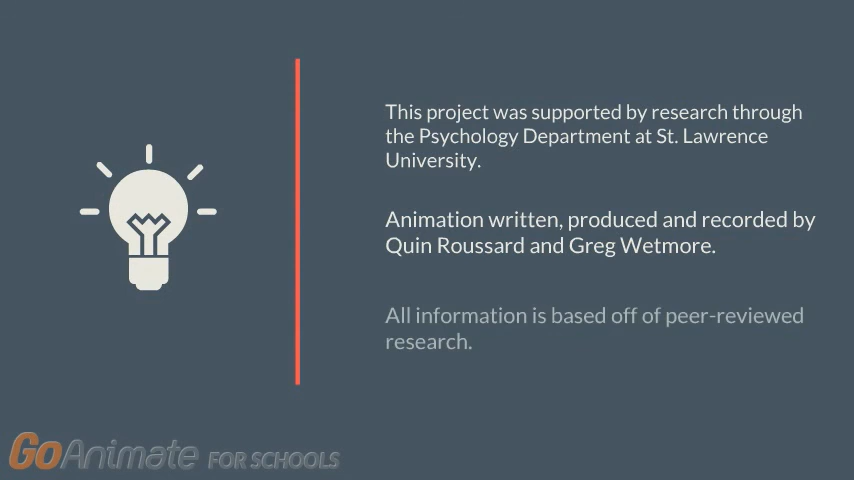 This project was supported by research through
the Psychology Department at St. Lawrence
University.
Animation written, produced and recorded by
Quin Roussard and Greg Wetmore.
All information is based off of peer-reviewed
research.
GoAnimate FOR SCHOOLS